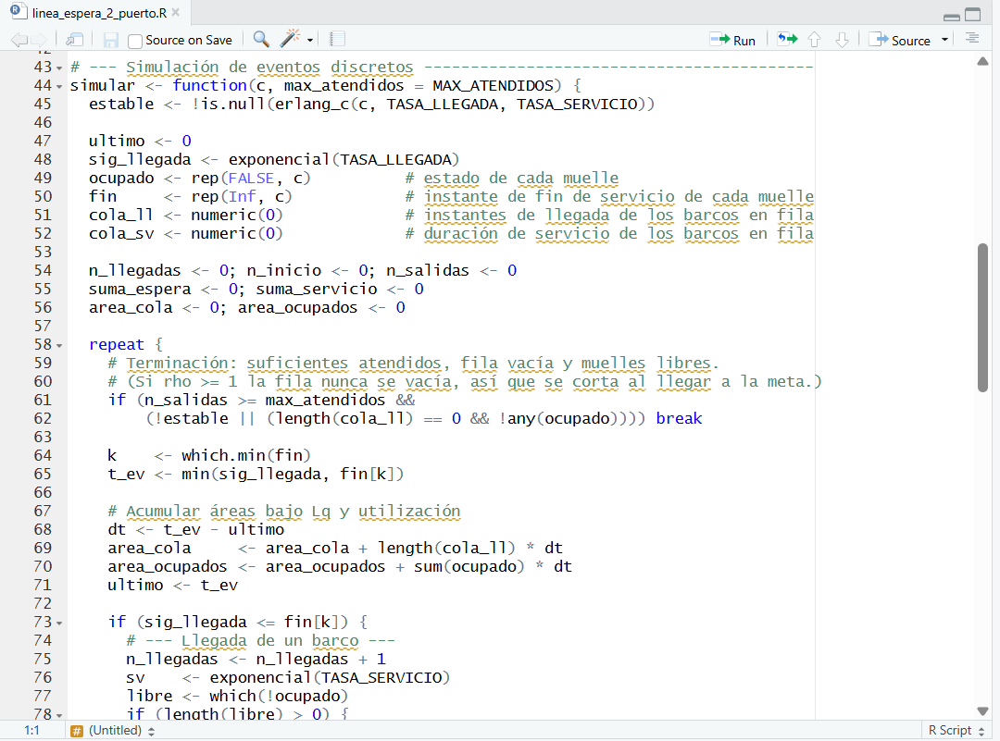 linea_espera_2_puerto.R
Source on Save Run Source
43 # --- Simulación de eventos discretos ------------------------------------------
44 simular <- function(c, max_atendidos = MAX_ATENDIDOS) {
45 estable <- !is.null(erlang_c(c, TASA_LLEGADA, TASA_SERVICIO))
46
47 ultimo <- 0
48 sig_llegada <- exponencial(TASA_LLEGADA)
49 ocupado <- rep(FALSE, c) # estado de cada muelle
50 fin <- rep(Inf, c) # instante de fin de servicio de cada muelle
51 cola_ll <- numeric(0) # instantes de llegada de los barcos en fila
52 cola_sv <- numeric(0) # duración de servicio de los barcos en fila
53
54 n_llegadas <- 0; n_inicio <- 0; n_salidas <- 0
55 suma_espera <- 0; suma_servicio <- 0
56 area_cola <- 0; area_ocupados <- 0
57
58 repeat {
59 # Terminación: suficientes atendidos, fila vacía y muelles libres.
60 # (Si rho >= 1 la fila nunca se vacía, así que se corta al llegar a la meta.)
61 if (n_salidas >= max_atendidos &&
62 (!estable || (length(cola_ll) == 0 && !any(ocupado)))) break
63
64 k <- which.min(fin)
65 t_ev <- min(sig_llegada, fin[k])
66
67 # Acumular áreas bajo Lq y utilización
68 dt <- t_ev - ultimo
69 area_cola <- area_cola + length(cola_ll) * dt
70 area_ocupados <- area_ocupados + sum(ocupado) * dt
71 ultimo <- t_ev
72
73 if (sig_llegada <= fin[k]) {
74 # --- Llegada de un barco ---
75 n_llegadas <- n_llegadas + 1
76 sv <- exponencial(TASA_SERVICIO)
77 libre <- which(!ocupado)
78 if (length(libre) > 0) {
1:1 # (Untitled) R Script